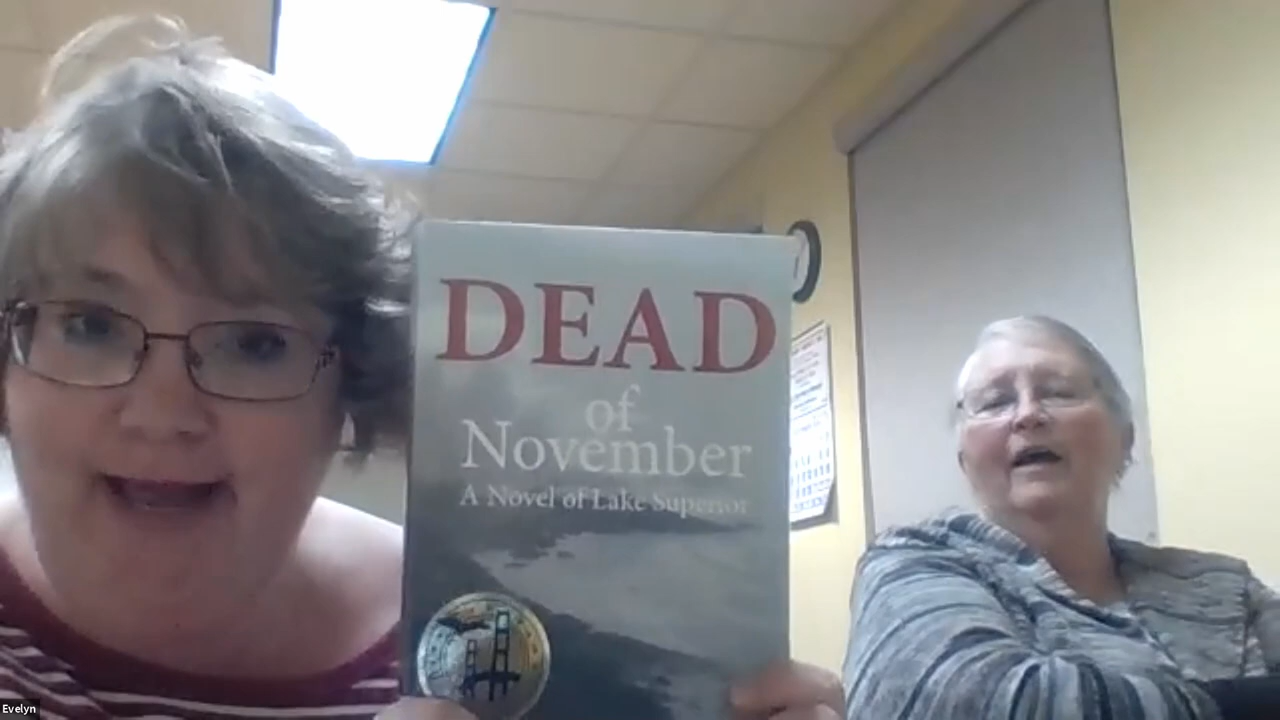 DEAD
of
November
A Novel of Lake Superior
Evelyn